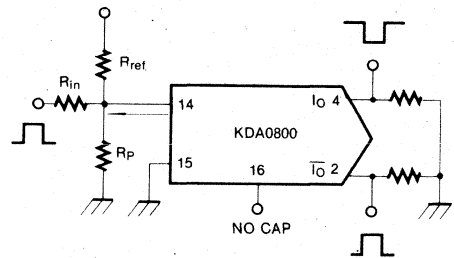 Rref
Rin
14
IO 4
KDA0800
RP
15
16
IO 2
NO CAP